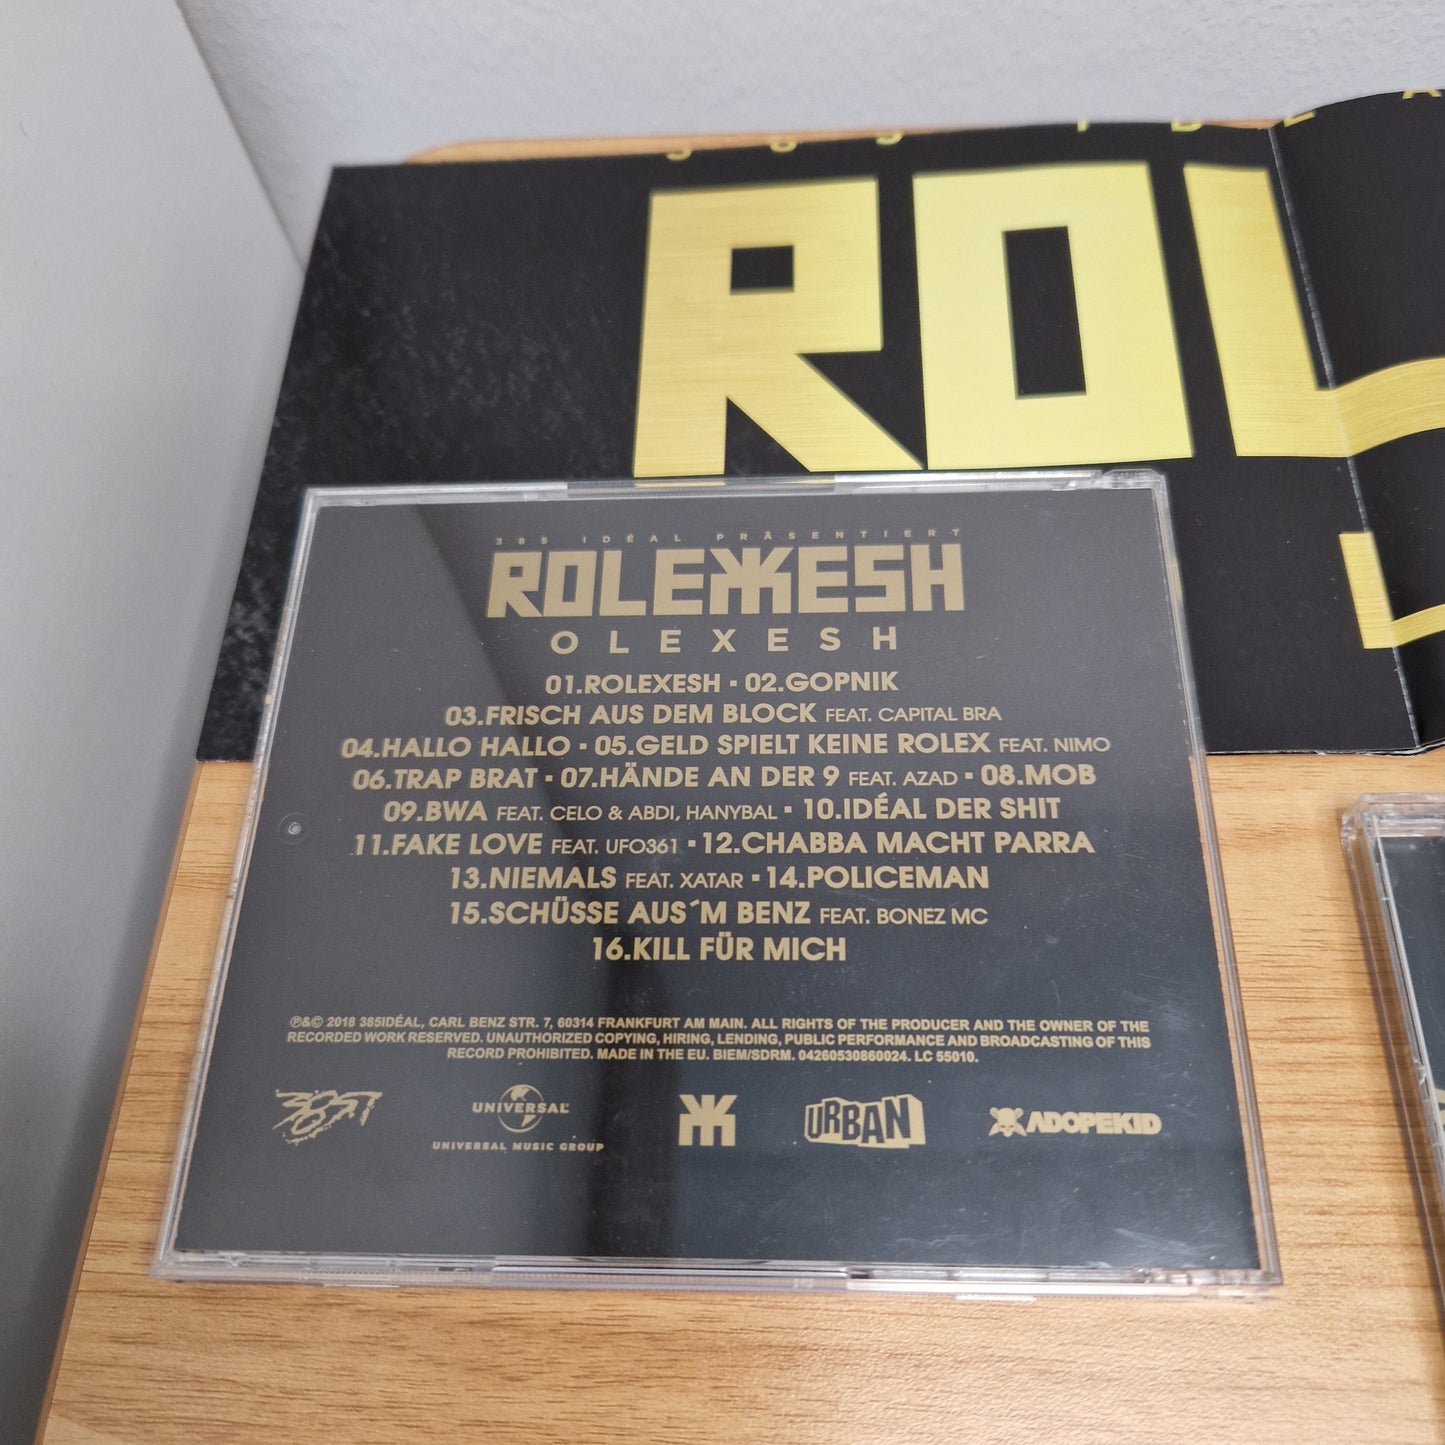 ROL
385 IDÉAL PRÄSENTIERT
ROLEXESH
OLEXESH
01.ROLEXESH ▪ 02.GOPNIK
03.FRISCH AUS DEM BLOCK FEAT. CAPITAL BRA
04.HALLO HALLO ▪ 05.GELD SPIELT KEINE ROLEX FEAT. NIMO
06.TRAP BRAT ▪ 07.HÄNDE AN DER 9 FEAT. AZAD ▪ 08.MOB
09.BWA FEAT. CELO & ABDI, HANYBAL ▪ 10.IDÉAL DER SHIT
11.FAKE LOVE FEAT. UFO361 ▪ 12.CHABBA MACHT PARRA
13.NIEMALS FEAT. XATAR ▪ 14.POLICEMAN
15.SCHÜSSE AUS´M BENZ FEAT. BONEZ MC
16.KILL FÜR MICH
℗&© 2018 385IDÉAL, CARL BENZ STR. 7, 60314 FRANKFURT AM MAIN. ALL RIGHTS OF THE PRODUCER AND THE OWNER OF THE
RECORDED WORK RESERVED. UNAUTHORIZED COPYING, HIRING, LENDING, PUBLIC PERFORMANCE AND BROADCASTING OF THIS
RECORD PROHIBITED. MADE IN THE EU. BIEM/SDRM. 04260530860024. LC 55010.
385i
UNIVERSAL
UNIVERSAL MUSIC GROUP
URBAN
ADOPEKID